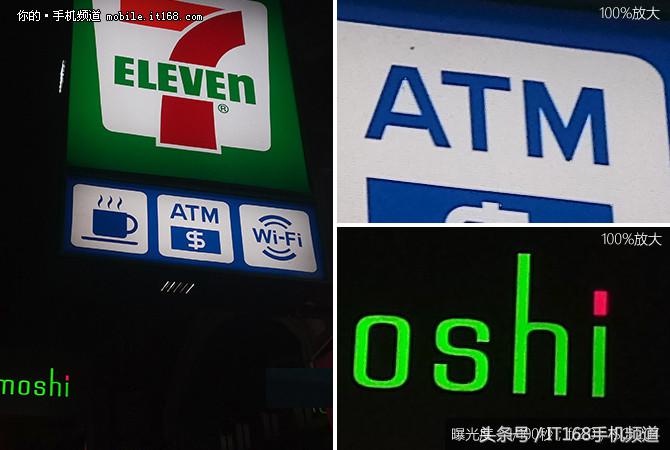 你的·手机频道 mobile.it168.com
7
ELEVEn
®
ATM
$
Wi-Fi
moshi
100%放大
ATM
$
100%放大
oshi
头条号 / IT168手机频道